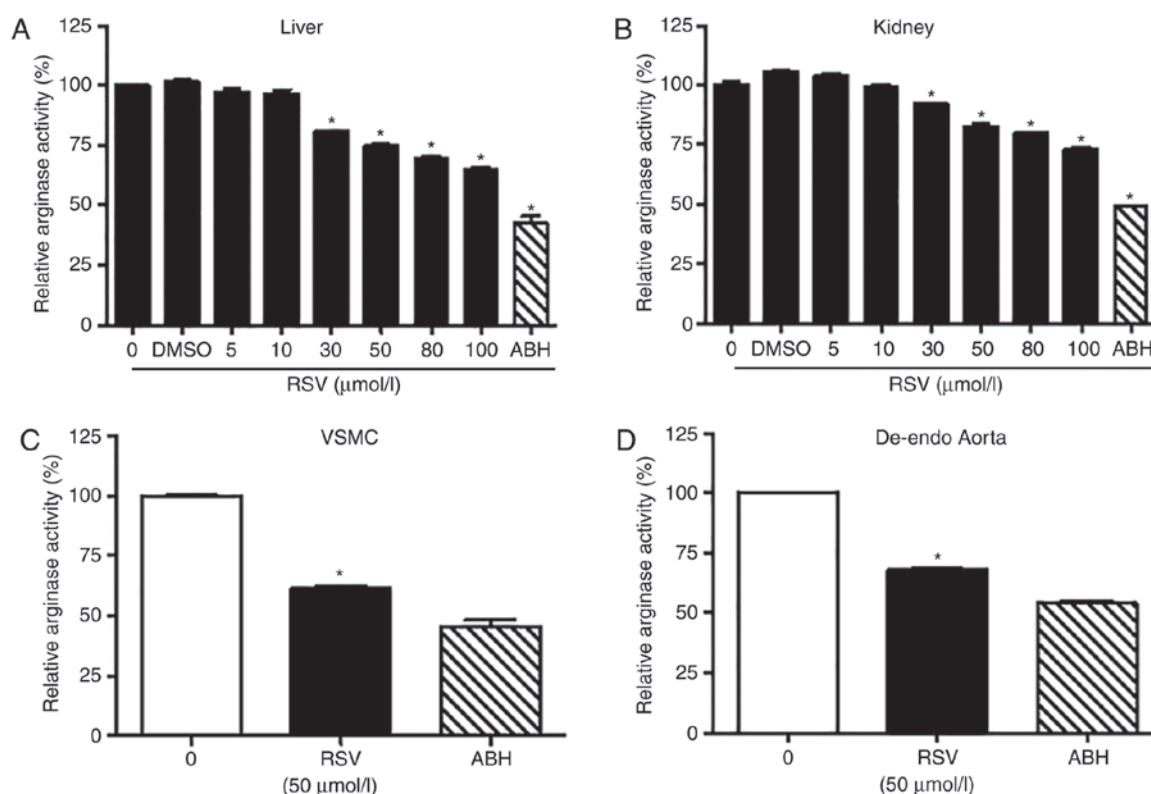 A
Liver
Relative arginase activity (%)
125
100
75
50
25
0
* * * * *
0 DMSO 5 10 30 50 80 100 ABH
RSV (μmol/l)
B
Kidney
Relative arginase activity (%)
125
100
75
50
25
0
* * * * *
0 DMSO 5 10 30 50 80 100 ABH
RSV (μmol/l)
C
VSMC
Relative arginase activity (%)
125
100
75
50
25
0
*
0 RSV ABH
(50 μmol/l)
D
De-endo Aorta
Relative arginase activity (%)
125
100
75
50
25
0
*
0 RSV ABH
(50 μmol/l)